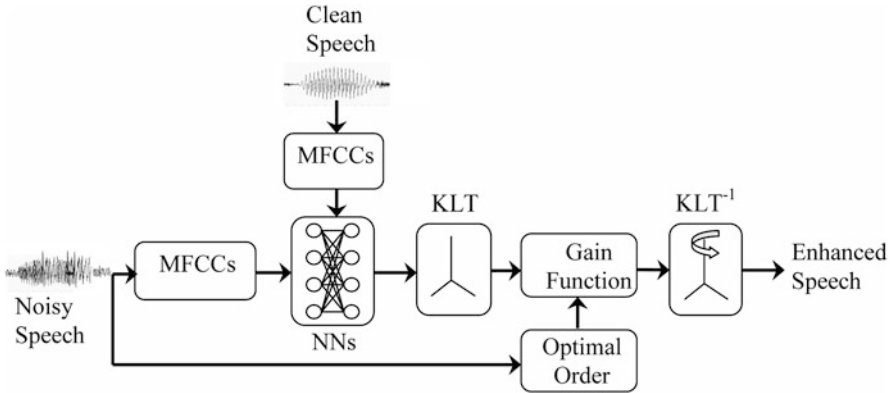 Clean
Speech
MFCCs
KLT
KLT⁻¹
MFCCs
Gain
Function
Enhanced
Speech
Noisy
Speech
NNs
Optimal
Order